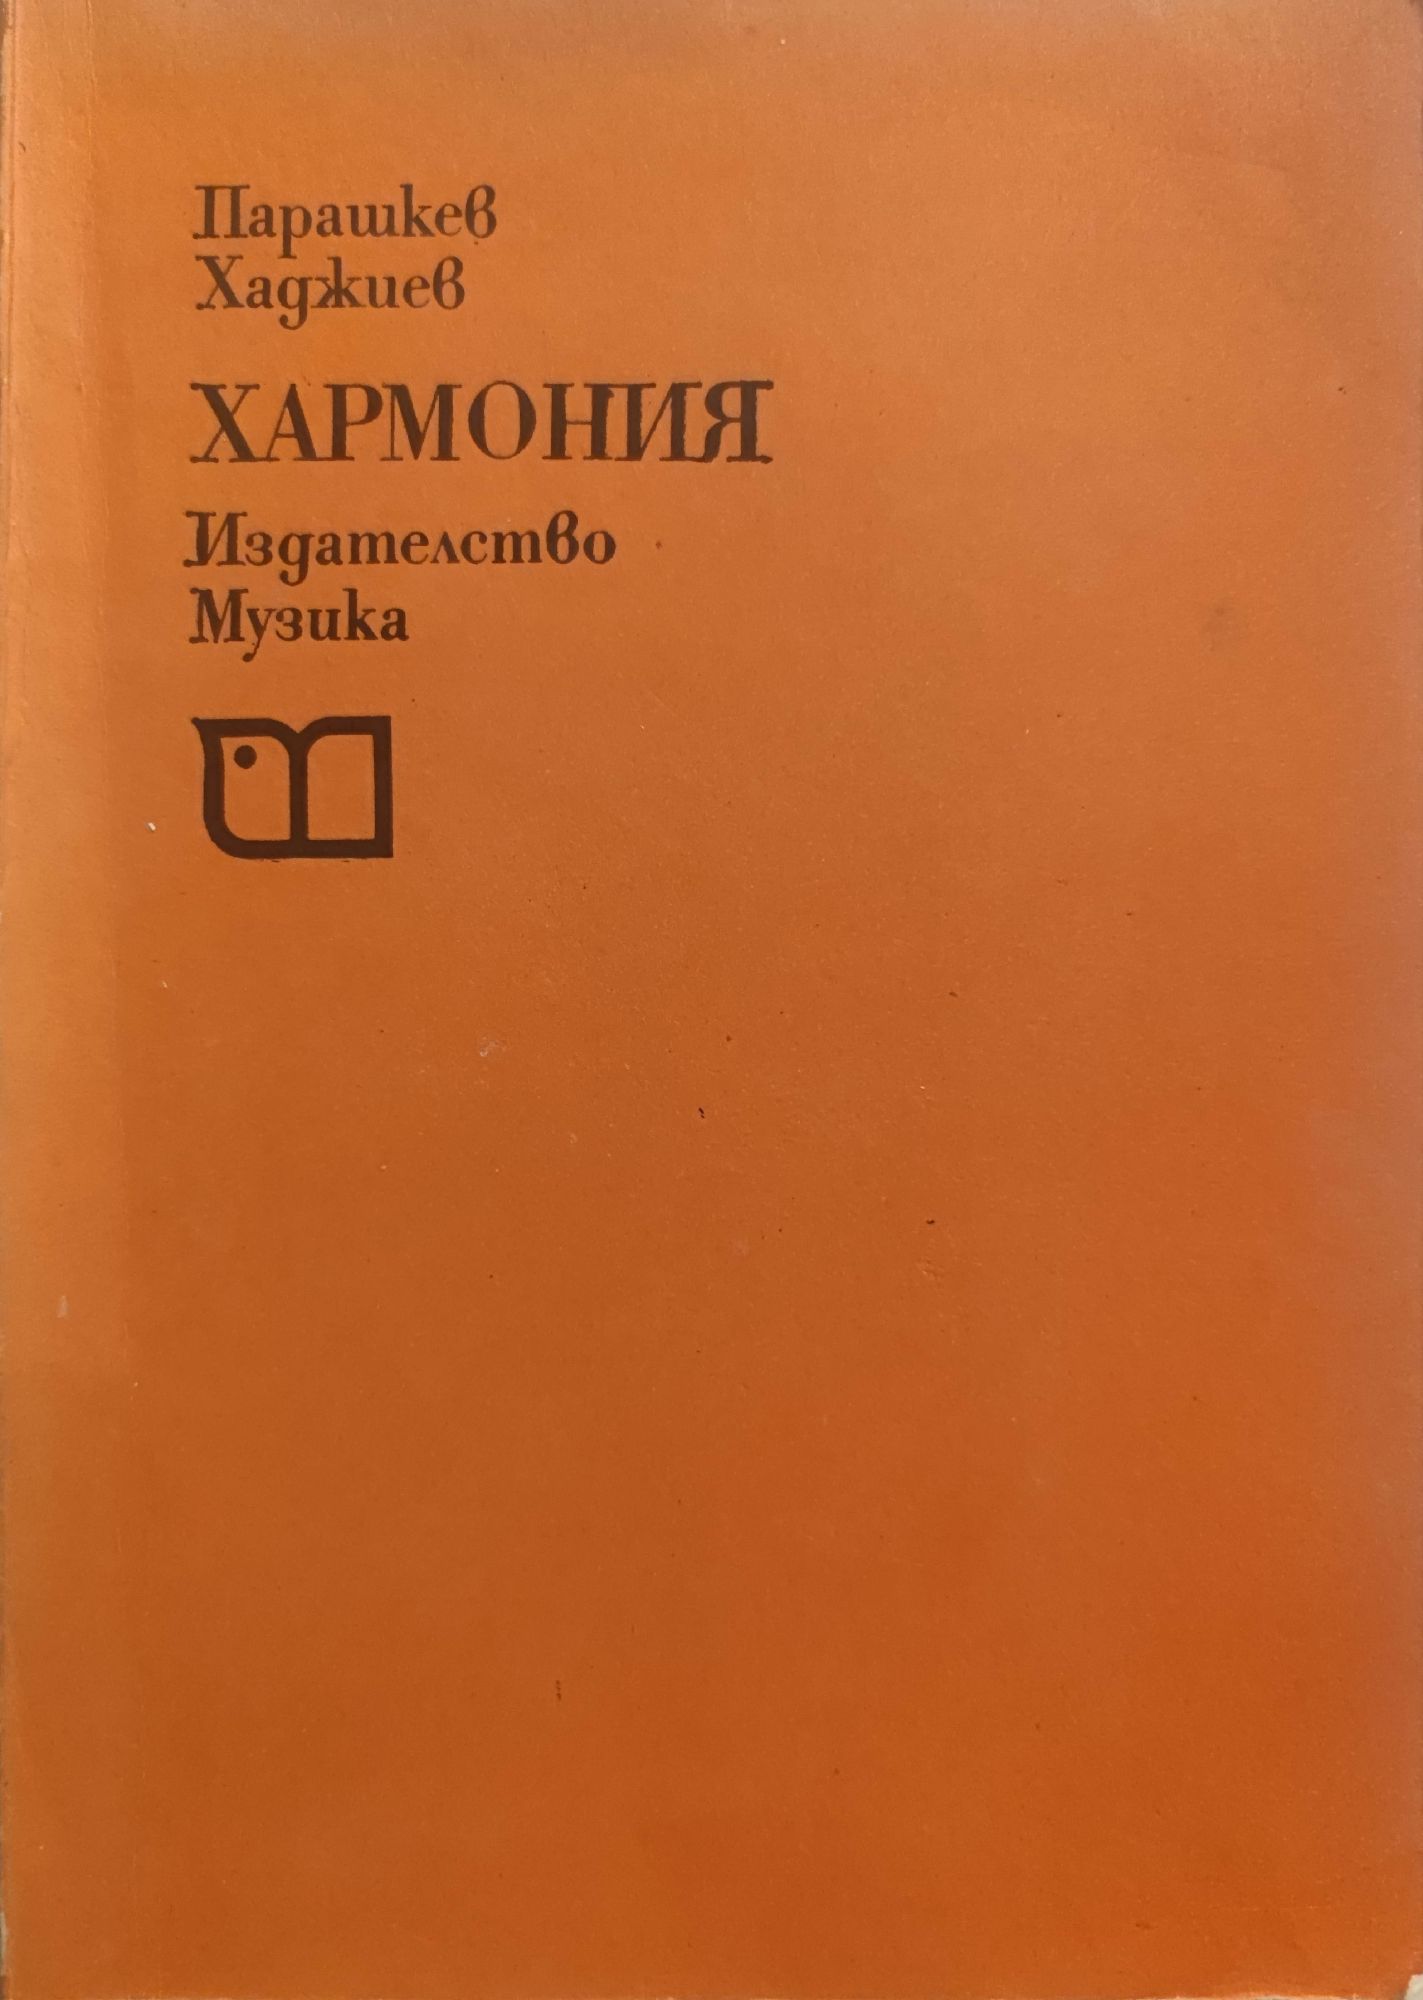 Парашкев
Хаджиев
ХАРМОНИЯ
Издателство
Музика